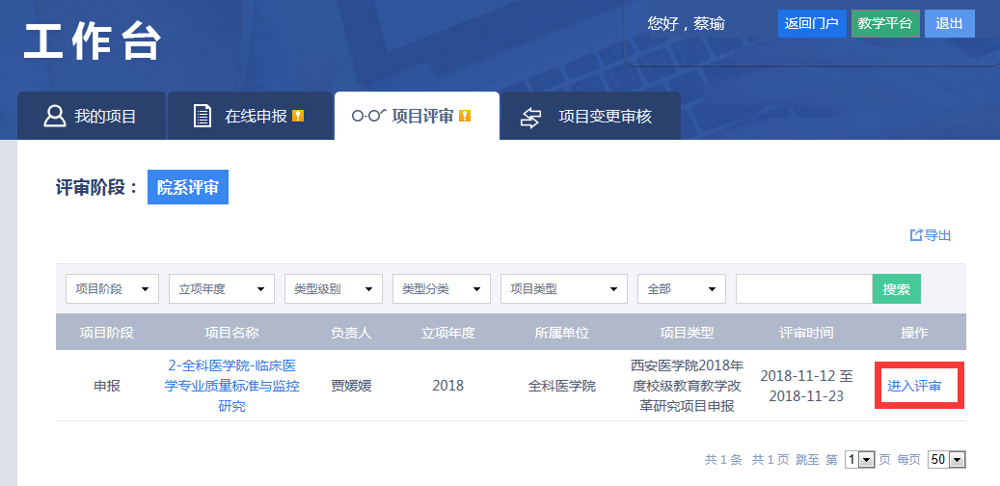 工作台
您好，蔡瑜
返回门户
教学平台
退出
我的项目
在线申报
项目评审
项目变更审核
评审阶段：
院系评审
导出
项目阶段
立项年度
类型级别
类型分类
项目类型
全部
搜索
项目阶段 项目名称 负责人 立项年度 所属单位 项目类型 评审时间 操作
申报
2-全科医学院-临床医
学专业质量标准与监控
研究
贾媛媛
2018
全科医学院
西安医学院2018年
度校级教育教学改
革研究项目申报
2018-11-12 至
2018-11-23
进入评审
共 1 条 共 1 页 跳至 第 1 页 每页 50